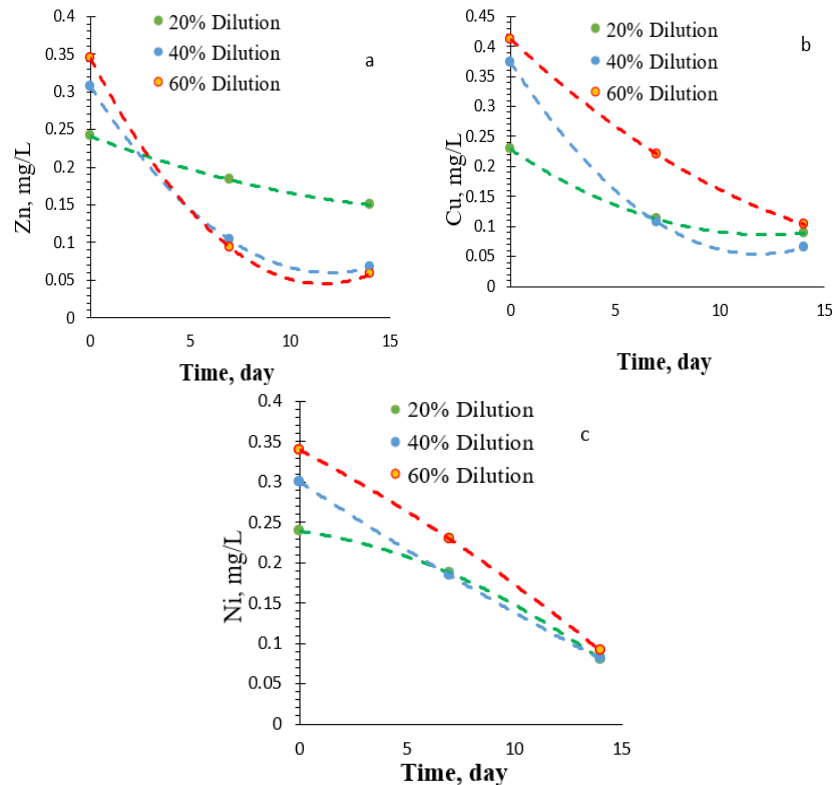 0.4
0.35
0.3
0.25
0.2
0.15
0.1
0.05
0
Zn, mg/L
20% Dilution
40% Dilution
60% Dilution
a
0 5 10 15
Time, day
0.45
0.4
0.35
0.3
0.25
0.2
0.15
0.1
0.05
0
Cu, mg/L
20% Dilution
40% Dilution
60% Dilution
b
0 5 10 15
Time, day
0.4
0.35
0.3
0.25
0.2
0.15
0.1
0.05
0
Ni, mg/L
20% Dilution
40% Dilution
60% Dilution
c
0 5 10 15
Time, day